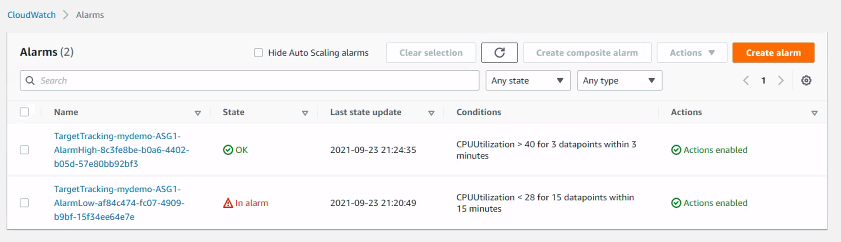 CloudWatch > Alarms
Alarms (2)
Hide Auto Scaling alarms
Clear selection
Create composite alarm
Actions
Create alarm
Search
Any state
Any type
1
Name
State
Last state update
Conditions
Actions
TargetTracking-mydemo-ASG1-
AlarmHigh-8c3fe8be-b0a6-4402-
b05d-57e80bb92bf3
OK
2021-09-23 21:24:35
CPUUtilization > 40 for 3 datapoints within 3
minutes
Actions enabled
TargetTracking-mydemo-ASG1-
AlarmLow-af84c474-fc07-4909-
b9bf-15f34ee64e7e
In alarm
2021-09-23 21:20:49
CPUUtilization < 28 for 15 datapoints within
15 minutes
Actions enabled